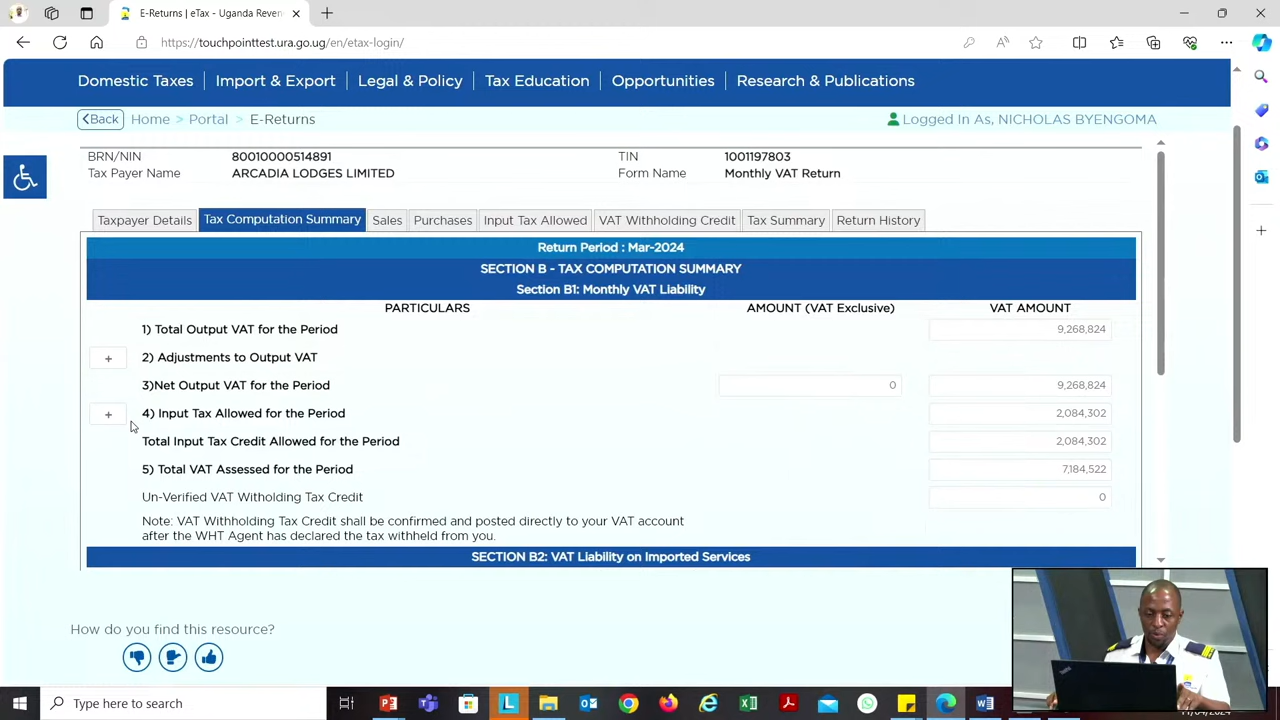 E-Returns | eTax - Uganda Reven
https://touchpointtest.ura.go.ug/en/etax-login/
Domestic Taxes | Import & Export | Legal & Policy | Tax Education | Opportunities | Research & Publications
Back Home > Portal > E-Returns Logged In As, NICHOLAS BYENGOMA
BRN/NIN 80010000514891 TIN 1001197803
Tax Payer Name ARCADIA LODGES LIMITED Form Name Monthly VAT Return
Taxpayer Details Tax Computation Summary Sales Purchases Input Tax Allowed VAT Withholding Credit Tax Summary Return History
Return Period : Mar-2024
SECTION B - TAX COMPUTATION SUMMARY
Section B1: Monthly VAT Liability
PARTICULARS AMOUNT (VAT Exclusive) VAT AMOUNT
1) Total Output VAT for the Period 9,268,824
+ 2) Adjustments to Output VAT
3)Net Output VAT for the Period 0 9,268,824
+ 4) Input Tax Allowed for the Period 2,084,302
Total Input Tax Credit Allowed for the Period 2,084,302
5) Total VAT Assessed for the Period 7,184,522
Un-Verified VAT Witholding Tax Credit 0
Note: VAT Withholding Tax Credit shall be confirmed and posted directly to your VAT account
after the WHT Agent has declared the tax withheld from you.
SECTION B2: VAT Liability on Imported Services
How do you find this resource?
Type here to search
11/04/2024